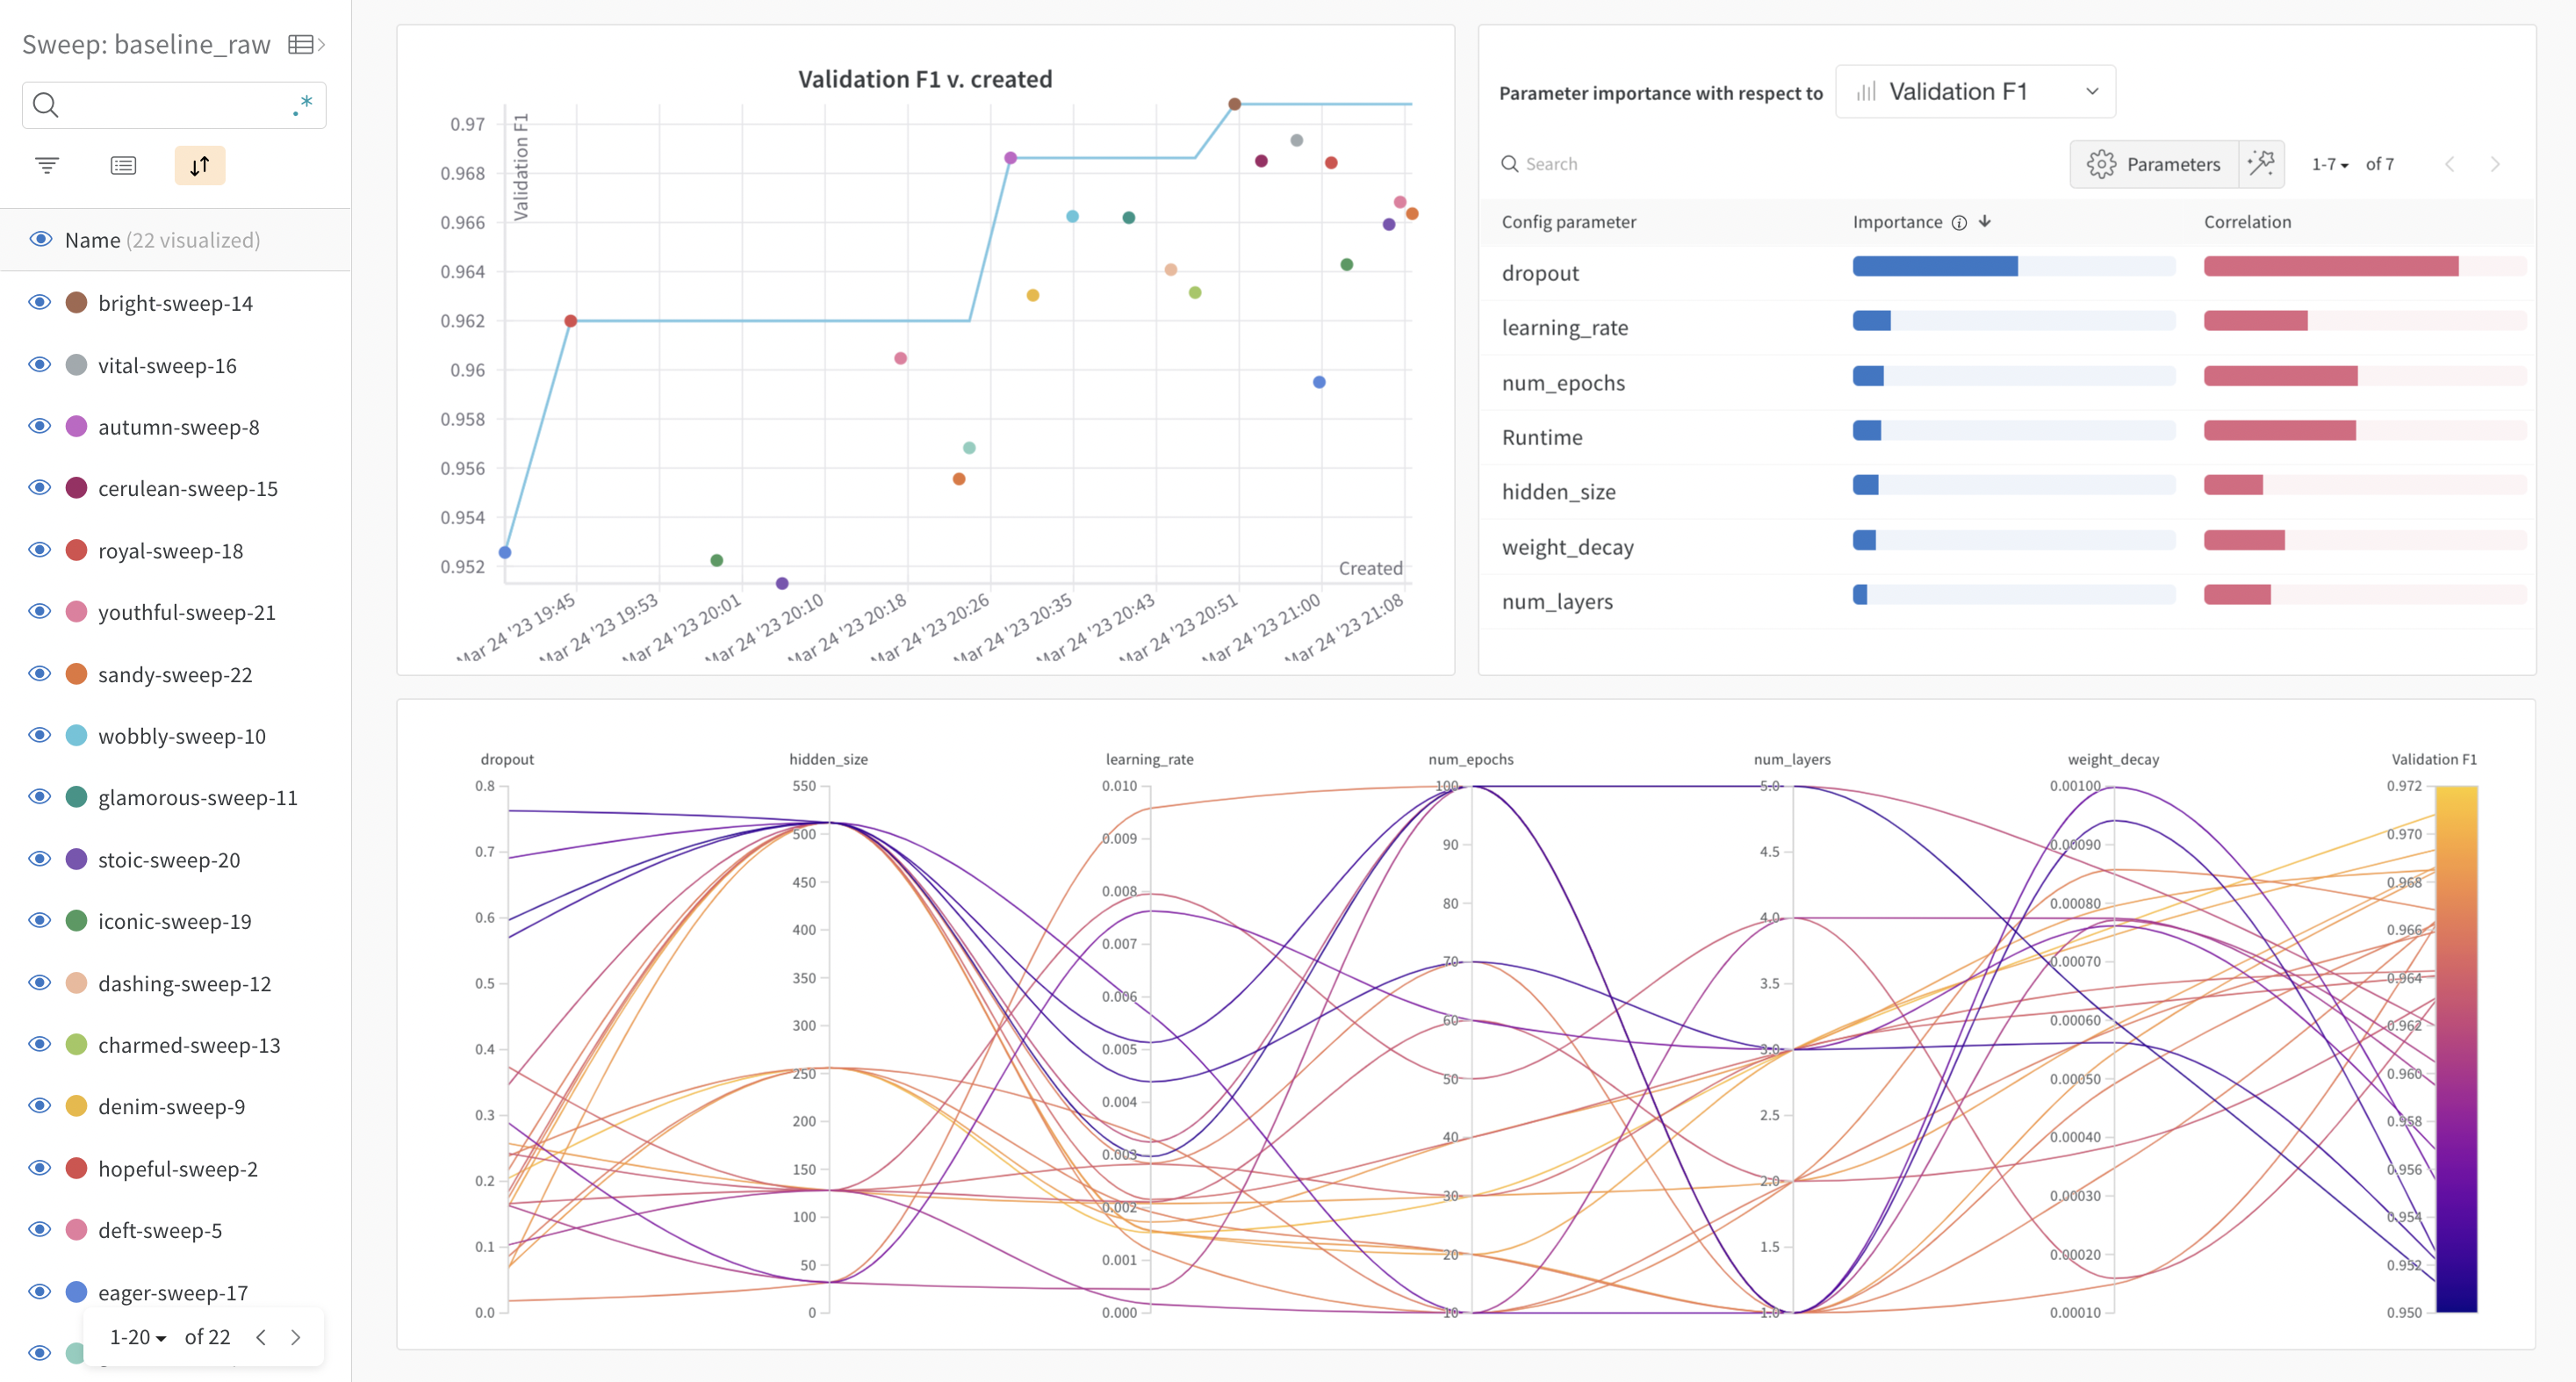 Sweep: baseline_raw
.*
Name (22 visualized)
bright-sweep-14
vital-sweep-16
autumn-sweep-8
cerulean-sweep-15
royal-sweep-18
youthful-sweep-21
sandy-sweep-22
wobbly-sweep-10
glamorous-sweep-11
stoic-sweep-20
iconic-sweep-19
dashing-sweep-12
charmed-sweep-13
denim-sweep-9
hopeful-sweep-2
deft-sweep-5
eager-sweep-17
1-20 of 22
Validation F1 v. created
Validation F1
0.97
0.968
0.966
0.964
0.962
0.96
0.958
0.956
0.954
0.952
Created
Mar 24 '23 19:45
Mar 24 '23 19:53
Mar 24 '23 20:01
Mar 24 '23 20:10
Mar 24 '23 20:18
Mar 24 '23 20:26
Mar 24 '23 20:35
Mar 24 '23 20:43
Mar 24 '23 20:51
Mar 24 '23 21:00
Mar 24 '23 21:08
Parameter importance with respect to Validation F1
Search Parameters 1-7 of 7
Config parameter Importance Correlation
dropout
learning_rate
num_epochs
Runtime
hidden_size
weight_decay
num_layers
dropout
0.8
0.7
0.6
0.5
0.4
0.3
0.2
0.1
0.0
hidden_size
550
500
450
400
350
300
250
200
150
100
50
0
learning_rate
0.010
0.009
0.008
0.007
0.006
0.005
0.004
0.003
0.002
0.001
0.000
num_epochs
100
90
80
70
60
50
40
30
20
10
num_layers
5.0
4.5
4.0
3.5
3.0
2.5
2.0
1.5
1.0
weight_decay
0.00100
0.00090
0.00080
0.00070
0.00060
0.00050
0.00040
0.00030
0.00020
0.00010
Validation F1
0.972
0.970
0.968
0.966
0.964
0.962
0.960
0.958
0.956
0.954
0.952
0.950